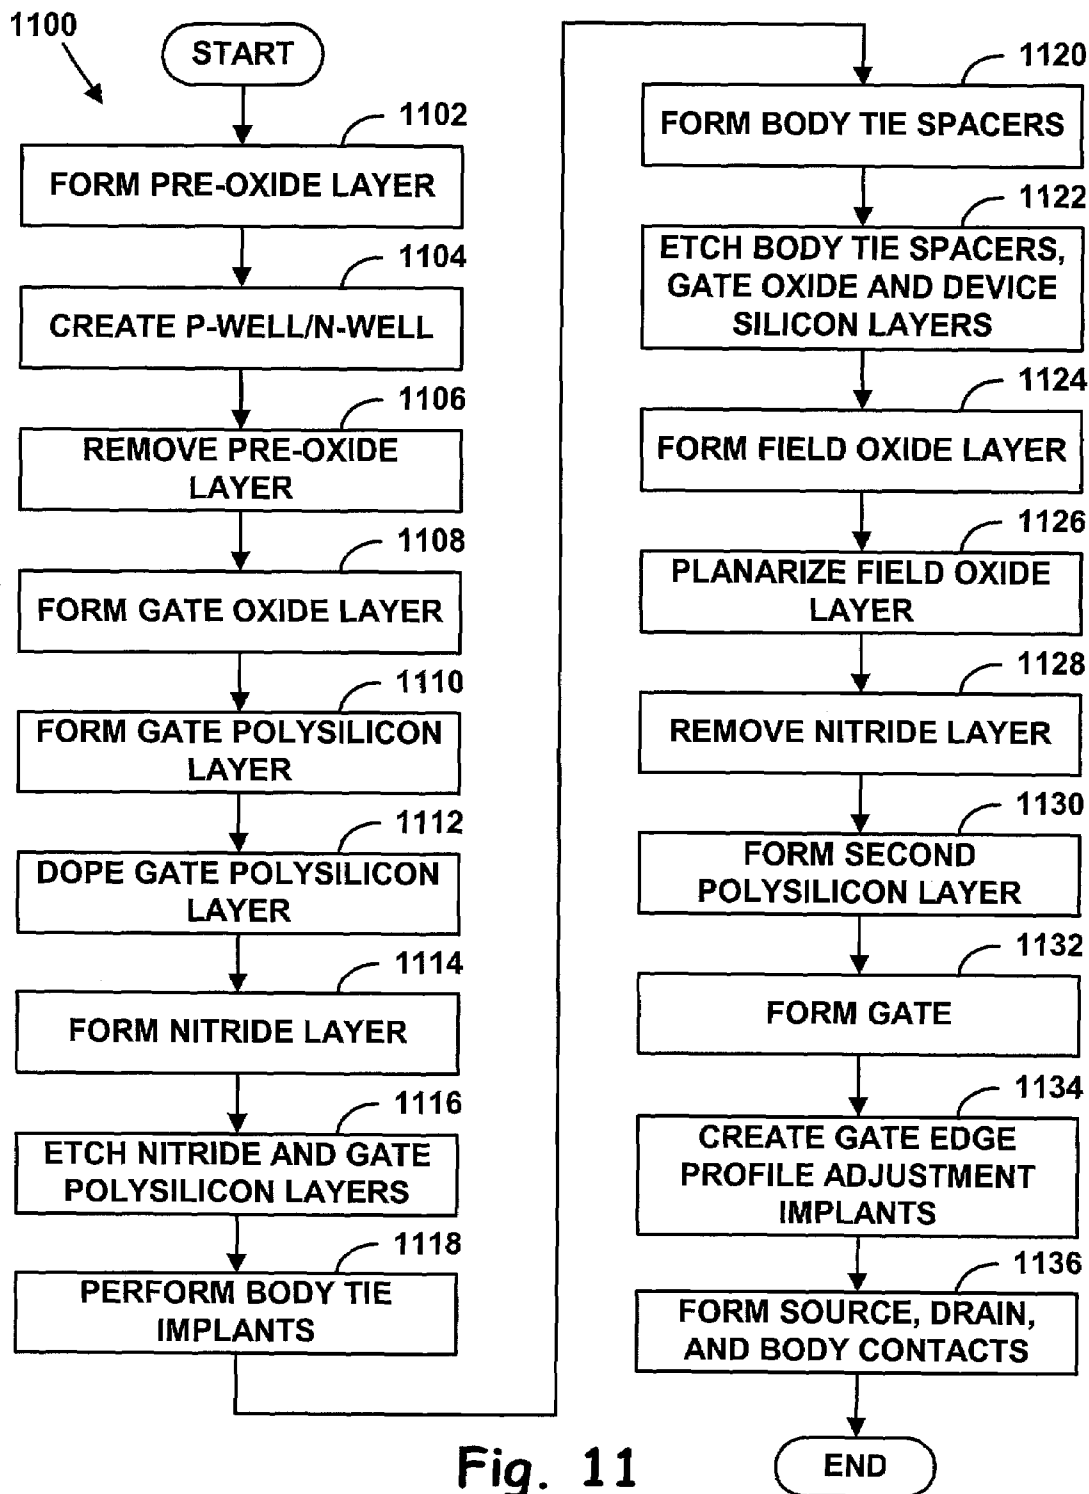 1100
START
1102
FORM PRE-OXIDE LAYER
1104
CREATE P-WELL/N-WELL
1106
REMOVE PRE-OXIDE
LAYER
1108
FORM GATE OXIDE LAYER
1110
FORM GATE POLYSILICON
LAYER
1112
DOPE GATE POLYSILICON
LAYER
1114
FORM NITRIDE LAYER
1116
ETCH NITRIDE AND GATE
POLYSILICON LAYERS
1118
PERFORM BODY TIE
IMPLANTS
1120
FORM BODY TIE SPACERS
1122
ETCH BODY TIE SPACERS,
GATE OXIDE AND DEVICE
SILICON LAYERS
1124
FORM FIELD OXIDE LAYER
1126
PLANARIZE FIELD OXIDE
LAYER
1128
REMOVE NITRIDE LAYER
1130
FORM SECOND
POLYSILICON LAYER
1132
FORM GATE
1134
CREATE GATE EDGE
PROFILE ADJUSTMENT
IMPLANTS
1136
FORM SOURCE, DRAIN,
AND BODY CONTACTS
END
Fig. 11